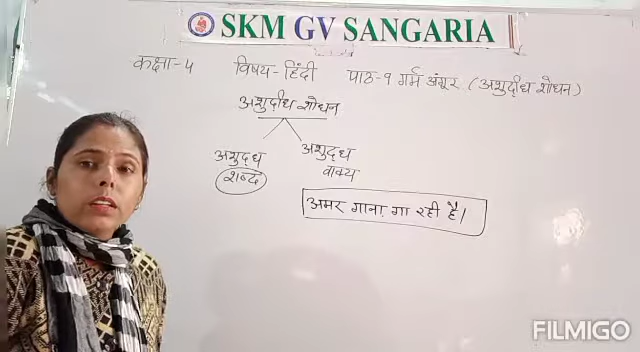 SKM GV SANGARIA
कक्षा-५ विषय-हिंदी पाठ-१ गर्म अंगूर (अशुद्धि शोधन)
अशुद्धि शोधन
अशुद्ध अशुद्ध
शब्द वाक्य
अमर गाना गा रही है।
FILMIGO